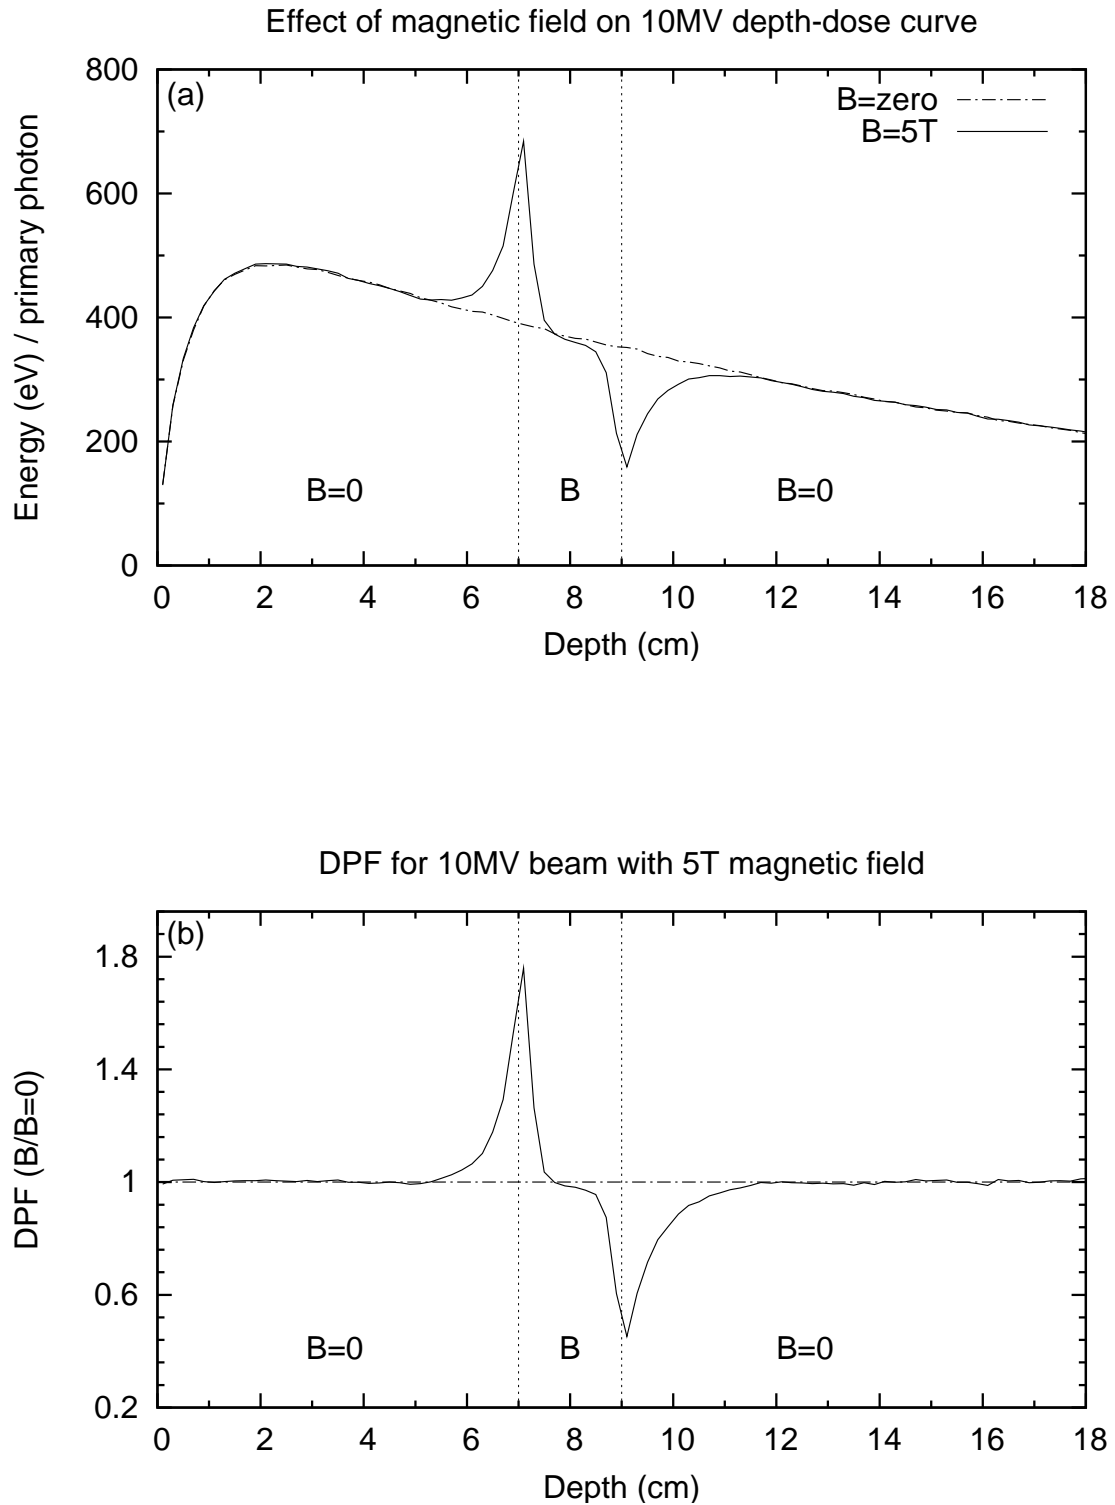 Effect of magnetic field on 10MV depth-dose curve
(a)
B=zero
B=5T
Energy (eV) / primary photon
800
600
400
200
0
B=0 B B=0
0 2 4 6 8 10 12 14 16 18
Depth (cm)
DPF for 10MV beam with 5T magnetic field
(b)
DPF (B/B=0)
1.8
1.4
1
0.6
0.2
B=0 B B=0
0 2 4 6 8 10 12 14 16 18
Depth (cm)